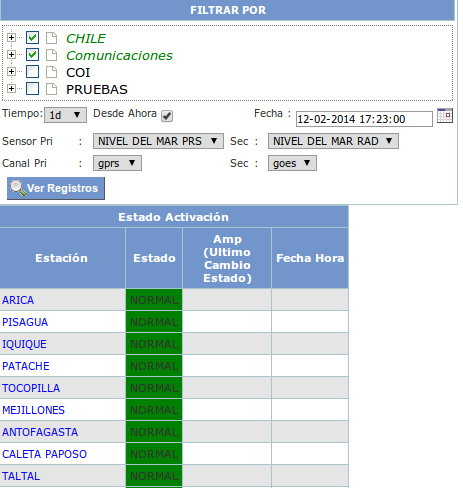 FILTRAR POR
CHILE
Comunicaciones
COI
PRUEBAS
Tiempo: 1d Desde Ahora Fecha : 12-02-2014 17:23:00
Sensor Pri : NIVEL DEL MAR PRS Sec : NIVEL DEL MAR RAD
Canal Pri : gprs Sec : goes
Ver Registros
Estado Activación
Estación Estado Amp (Ultimo Cambio Estado) Fecha Hora
ARICA NORMAL
PISAGUA NORMAL
IQUIQUE NORMAL
PATACHE NORMAL
TOCOPILLA NORMAL
MEJILLONES NORMAL
ANTOFAGASTA NORMAL
CALETA PAPOSO NORMAL
TALTAL NORMAL